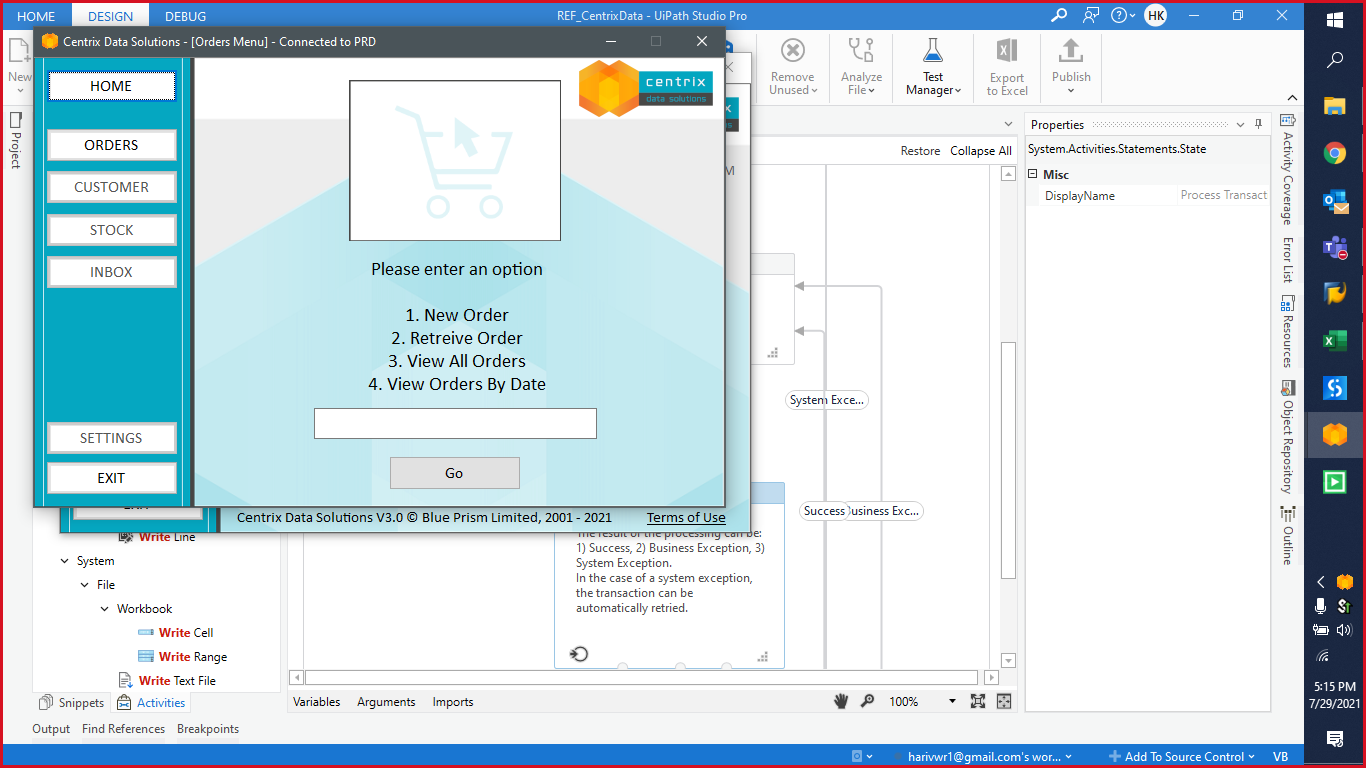 HOME
DESIGN
DEBUG
REF_CentrixData - UiPath Studio Pro
HK
Centrix Data Solutions - [Orders Menu] - Connected to PRD
New
Remove
Unused
Analyze
File
Test
Manager
Export
to Excel
Publish
HOME
ORDERS
CUSTOMER
STOCK
INBOX
SETTINGS
EXIT
centrix
data solutions
Please enter an option
1. New Order
2. Retreive Order
3. View All Orders
4. View Orders By Date
Go
Centrix Data Solutions V3.0 © Blue Prism Limited, 2001 - 2021
Terms of Use
Project
Restore
Collapse All
Properties
System.Activities.Statements.State
Misc
DisplayName
Process Transact
Activity Coverage
Error List
Resources
Object Repository
Outline
System Exce...
Success
Business Exc...
The result of the processing can be:
1) Success, 2) Business Exception, 3)
System Exception.
In the case of a system exception,
the transaction can be
automatically retried.
Write Line
System
File
Workbook
Write Cell
Write Range
Write Text File
Snippets
Activities
Variables
Arguments
Imports
100%
Output
Find References
Breakpoints
harivwr1@gmail.com's wor...
Add To Source Control
VB
5:15 PM
7/29/2021